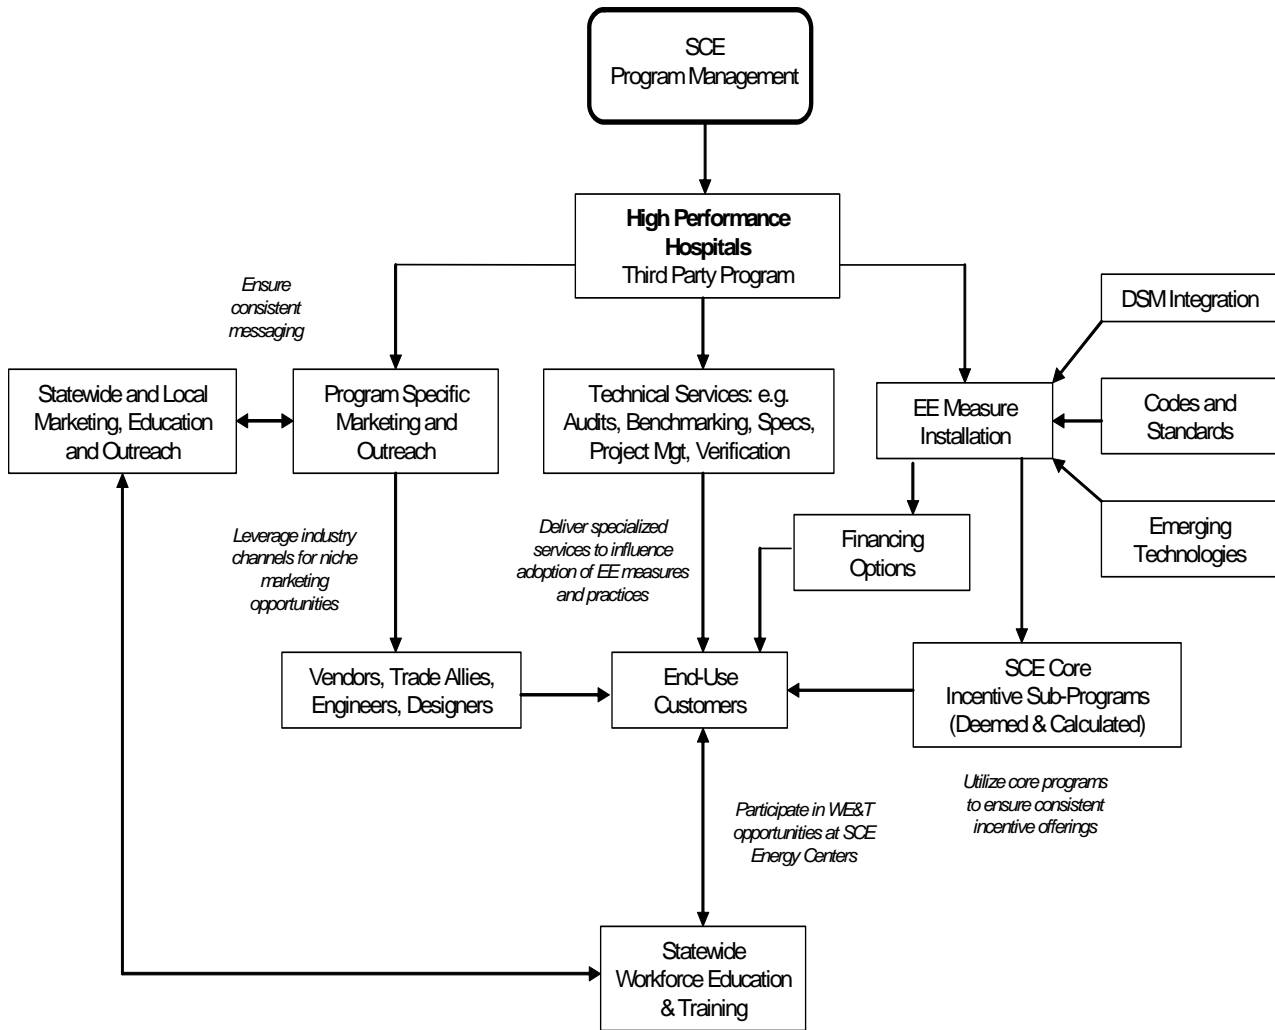 SCE
Program Management
High Performance
Hospitals
Third Party Program
Ensure
consistent
messaging
DSM Integration
Statewide and Local
Marketing, Education
and Outreach
Program Specific
Marketing and
Outreach
Technical Services: e.g.
Audits, Benchmarking, Specs,
Project Mgt, Verification
EE Measure
Installation
Codes and
Standards
Leverage industry
channels for niche
marketing
opportunities
Deliver specialized
services to influence
adoption of EE measures
and practices
Financing
Options
Emerging
Technologies
Vendors, Trade Allies,
Engineers, Designers
End-Use
Customers
SCE Core
Incentive Sub-Programs
(Deemed & Calculated)
Participate in WE&T
opportunities at SCE
Energy Centers
Utilize core programs
to ensure consistent
incentive offerings
Statewide
Workforce Education
& Training